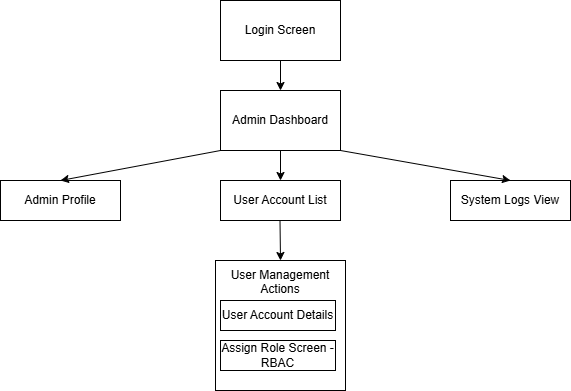 Login Screen
Admin Dashboard
Admin Profile
User Account List
System Logs View
User Management
Actions
User Account Details
Assign Role Screen -
RBAC